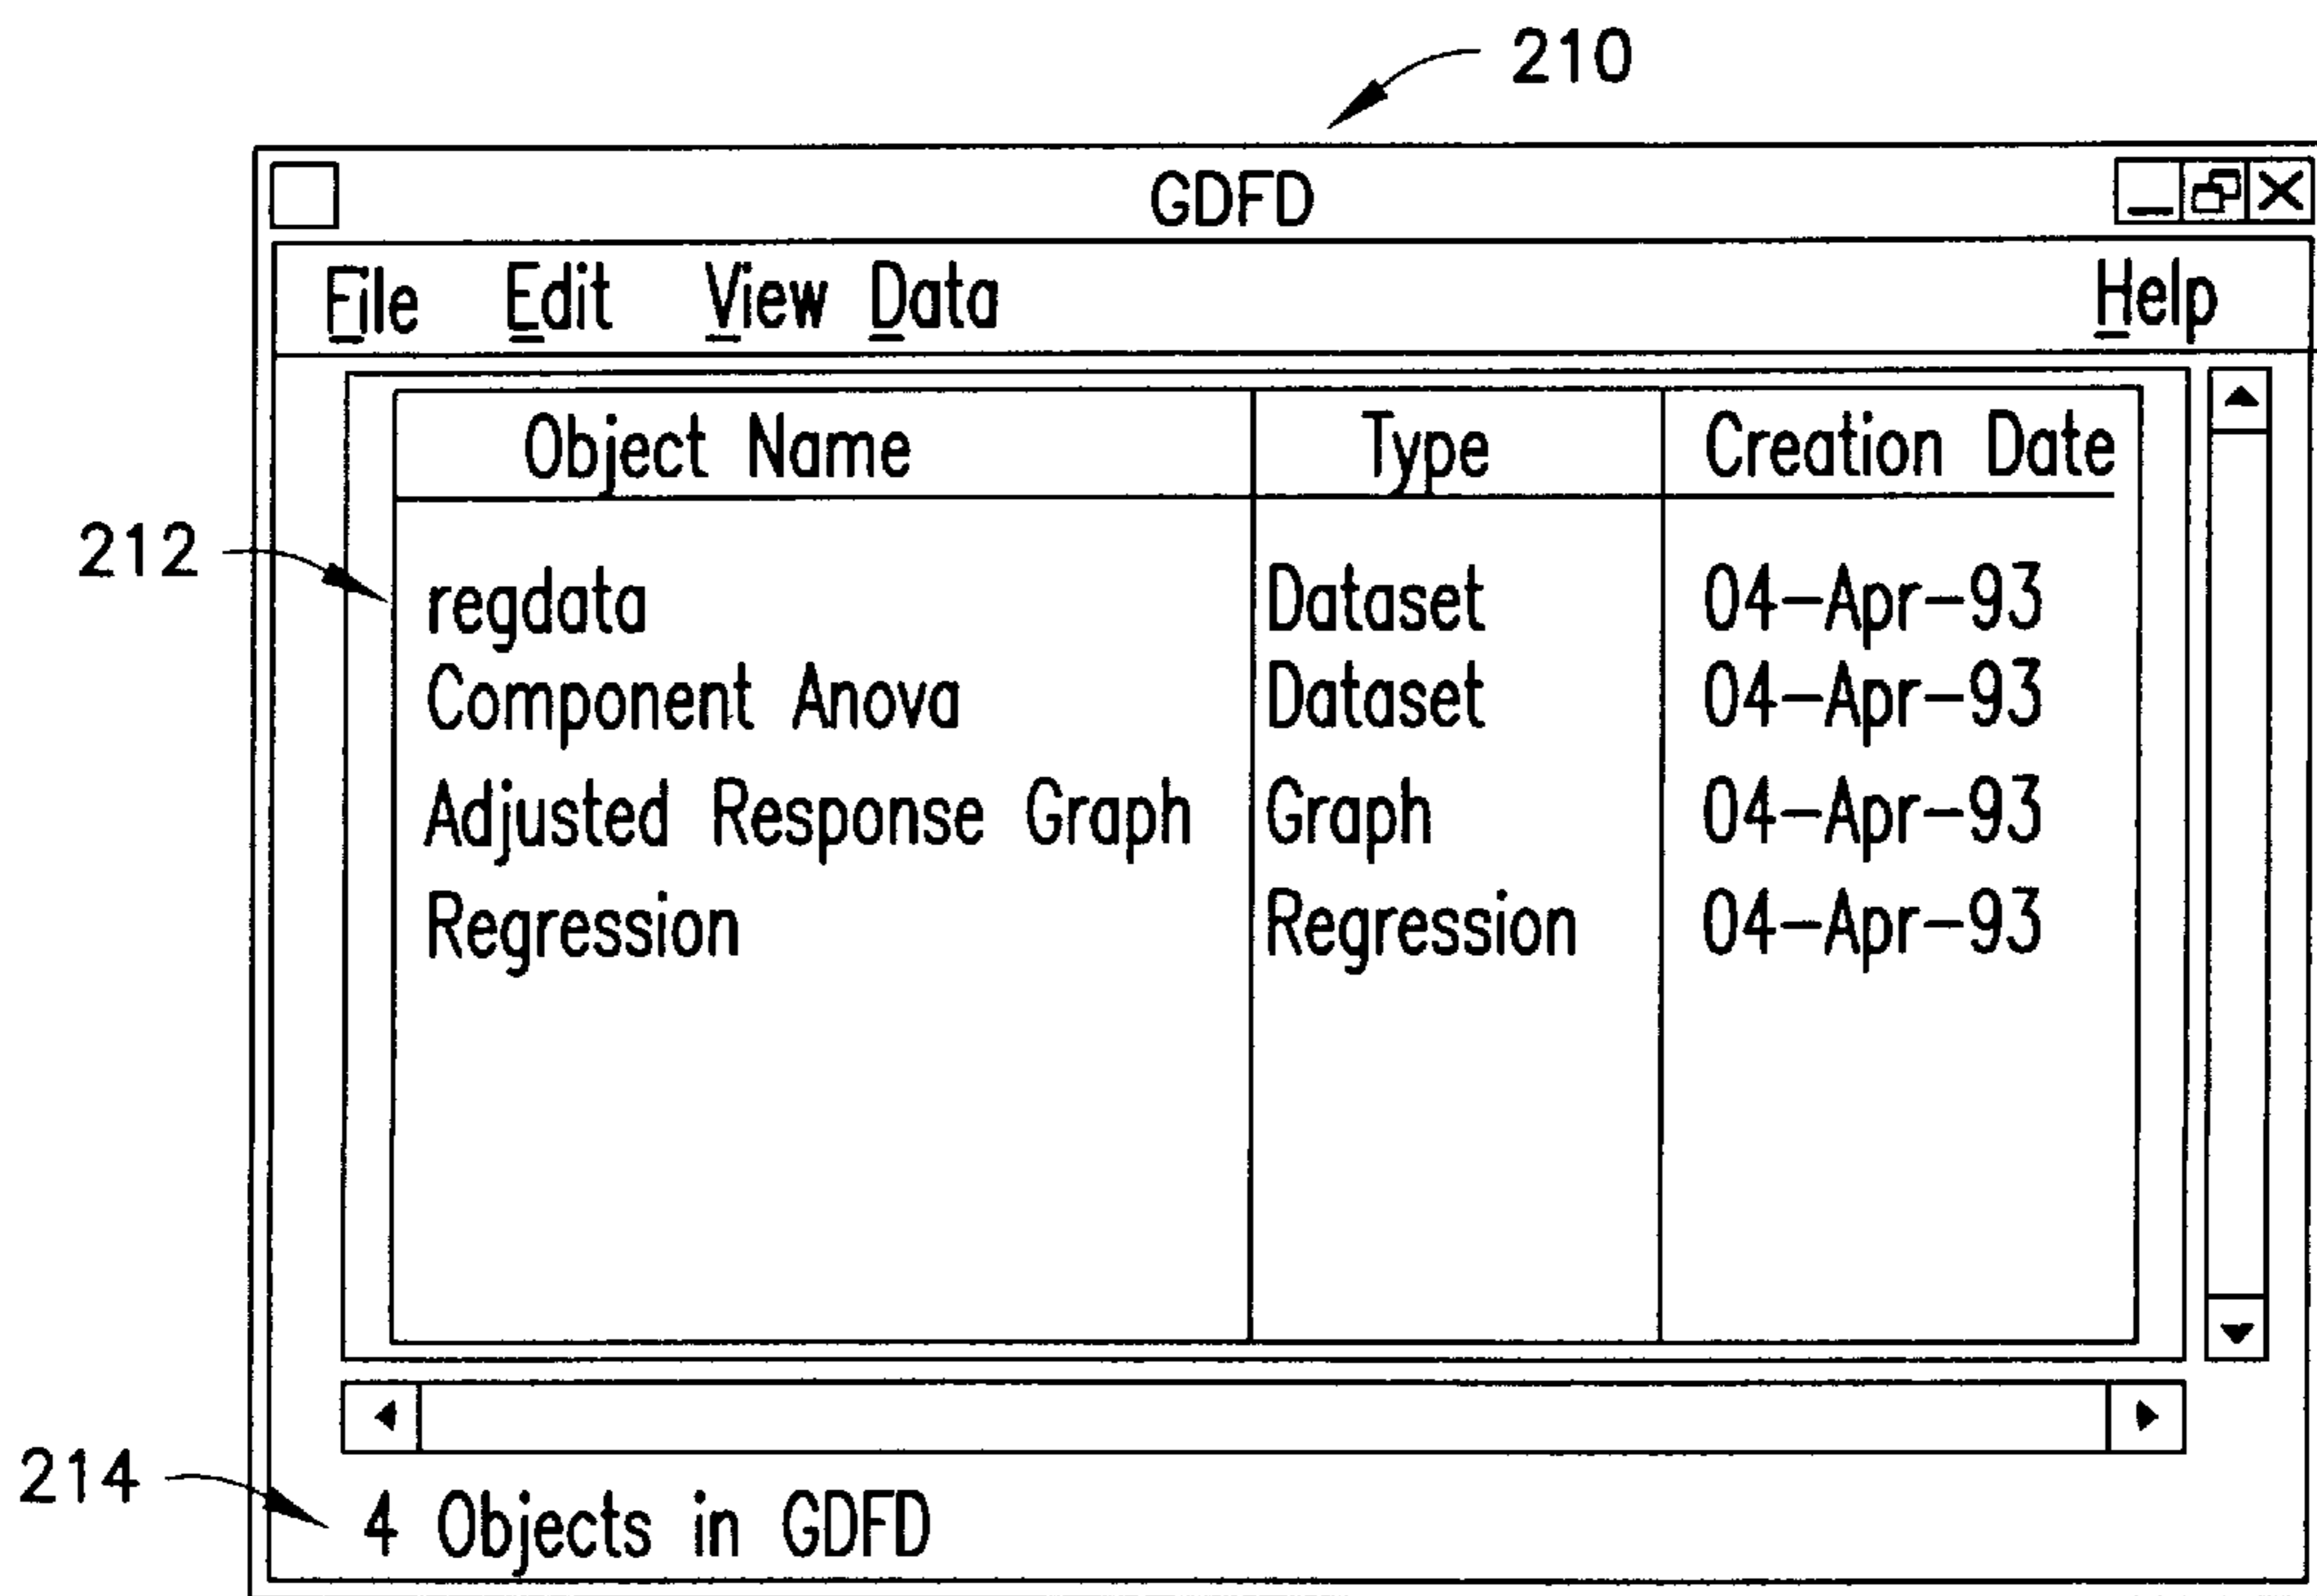 210
GDFD
File Edit View Data Help
Object Name Type Creation Date
212
regdata Dataset 04-Apr-93
Component Anova Dataset 04-Apr-93
Adjusted Response Graph Graph 04-Apr-93
Regression Regression 04-Apr-93
214
4 Objects in GDFD